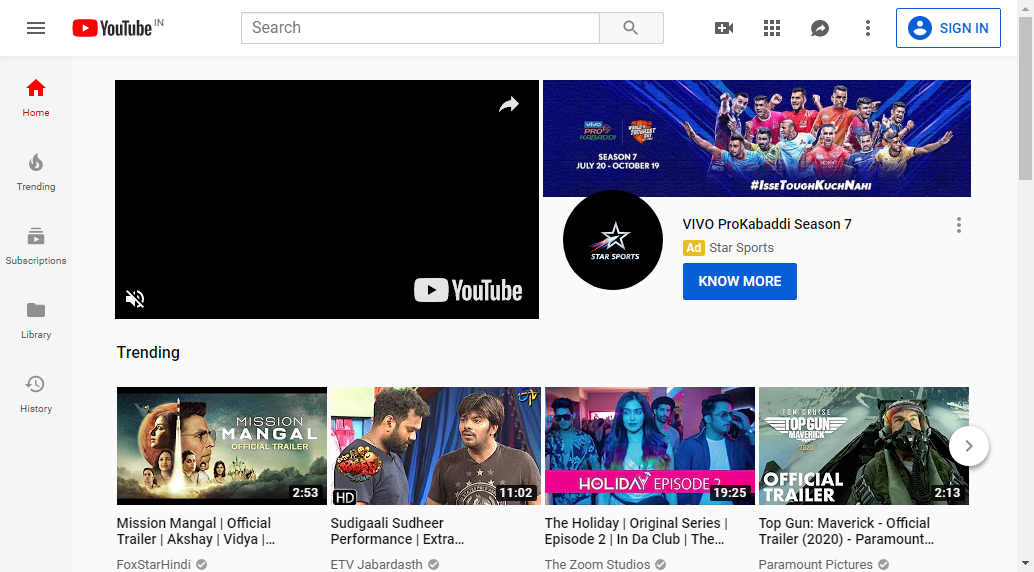 YouTube IN
Search
SIGN IN
Home
Trending
Subscriptions
Library
History
YouTube
VIVO
PRO
KABADDI
SEASON 7
JULY 20 - OCTOBER 19
#ISSETOUGHKUCHNAHI
STAR SPORTS
VIVO ProKabaddi Season 7
Ad Star Sports
KNOW MORE
Trending
MISSION
MANGAL
OFFICIAL TRAILER
2:53
Mission Mangal | Official
Trailer | Akshay | Vidya |...
FoxStarHindi
HD
11:02
Sudigaali Sudheer
Performance | Extra...
ETV Jabardasth
HOLIDAY EPISODE 2
19:25
The Holiday | Original Series |
Episode 2 | In Da Club | The...
The Zoom Studios
TOM CRUISE
TOP GUN
MAVERICK
2020
OFFICIAL
TRAILER
2:13
Top Gun: Maverick - Official
Trailer (2020) - Paramount...
Paramount Pictures